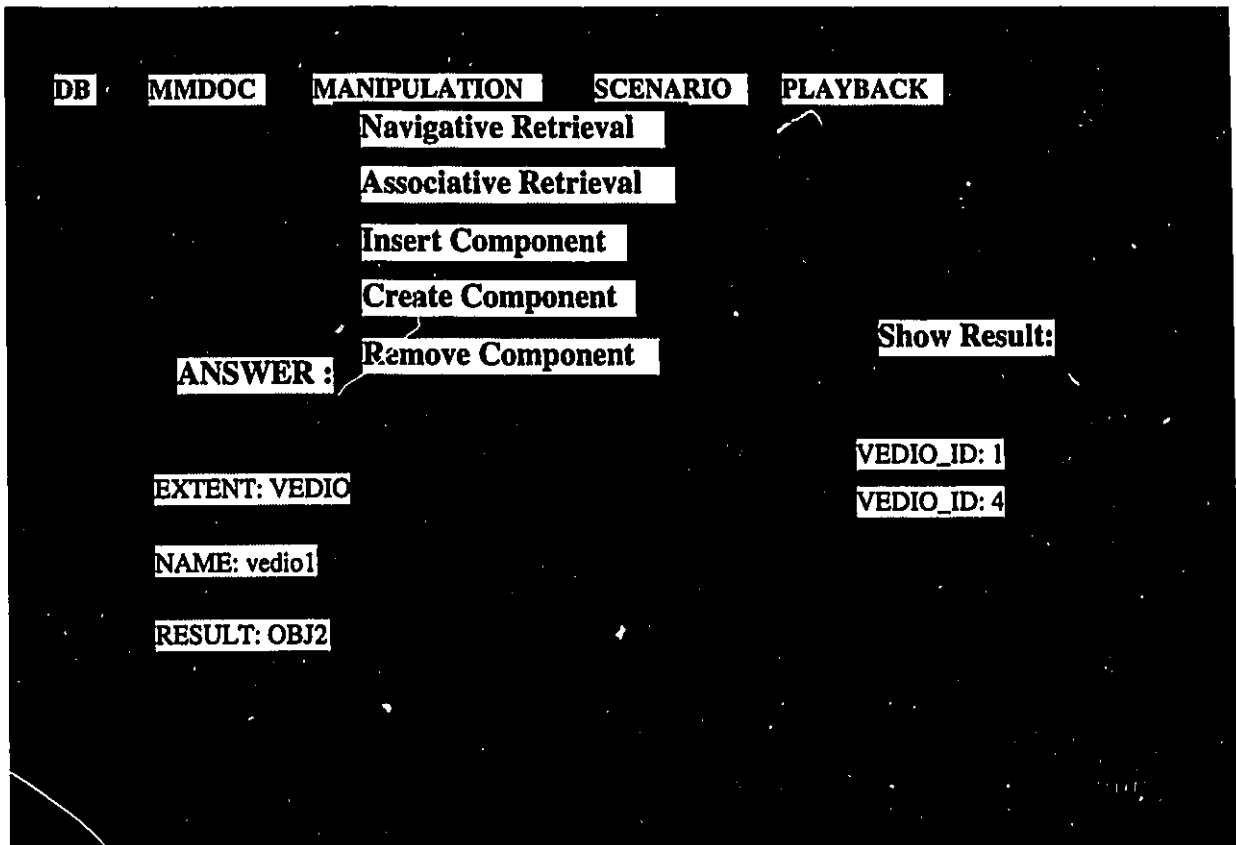 DB MMDOC MANIPULATION SCENARIO PLAYBACK
Navigative Retrieval
Associative Retrieval
Insert Component
Create Component
Remove Component
Show Result:
ANSWER :
VEDIO_ID: 1
EXTENT: VEDIO
VEDIO_ID: 4
NAME: vedio1
RESULT: OBJ2